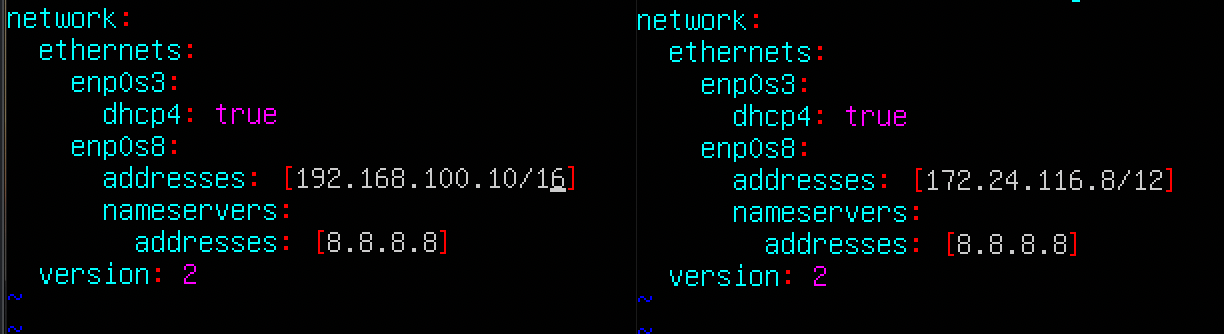 network:
  ethernets:
    enp0s3:
      dhcp4: true
    enp0s8:
      addresses: [192.168.100.10/16]
      nameservers:
        addresses: [8.8.8.8]
  version: 2
~
~
network:
  ethernets:
    enp0s3:
      dhcp4: true
    enp0s8:
      addresses: [172.24.116.8/12]
      nameservers:
        addresses: [8.8.8.8]
  version: 2
~
~